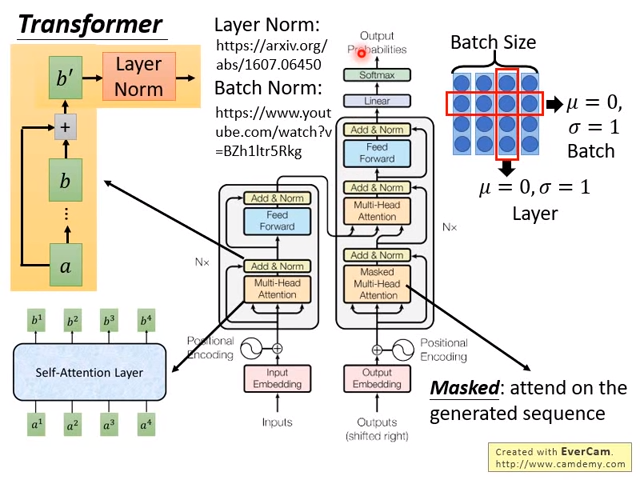 Transformer
b′
Layer
Norm
+
b
⋮
a
Layer Norm:
https://arxiv.org/
abs/1607.06450
Batch Norm:
https://www.yout
ube.com/watch?v
=BZh1ltr5Rkg
Output
Probabilities
Softmax
Linear
Add & Norm
Feed
Forward
Add & Norm
Multi-Head
Attention
Add & Norm
Masked
Multi-Head
Attention
N×
Add & Norm
Feed
Forward
Add & Norm
Multi-Head
Attention
N×
Positional
Encoding
Positional
Encoding
Input
Embedding
Output
Embedding
Inputs
Outputs
(shifted right)
Batch Size
μ = 0,
σ = 1
Batch
μ = 0, σ = 1
Layer
b¹ b² b³ b⁴
Self-Attention Layer
a¹ a² a³ a⁴
Masked: attend on the
generated sequence
Created with EverCam.
http://www.camdemy.com